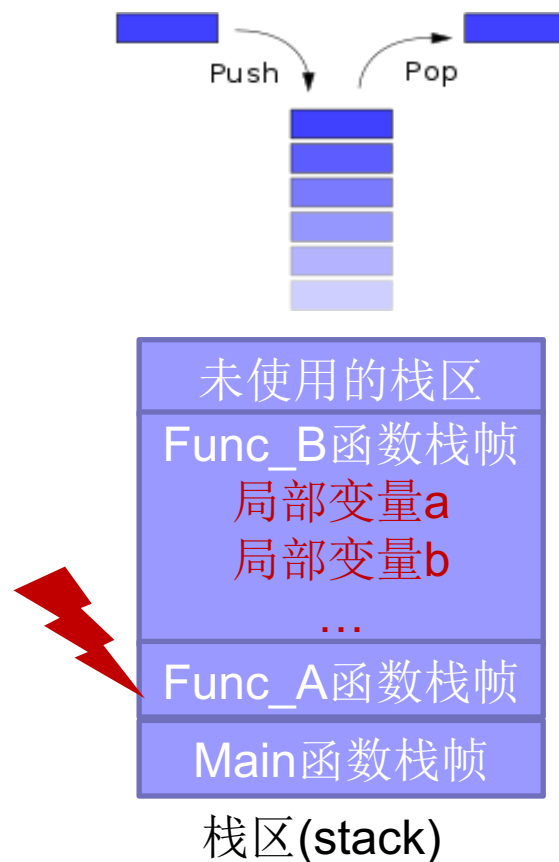 Push
Pop
未使用的栈区
Func_B函数栈帧
局部变量a
局部变量b
…
Func_A函数栈帧
Main函数栈帧
栈区(stack)